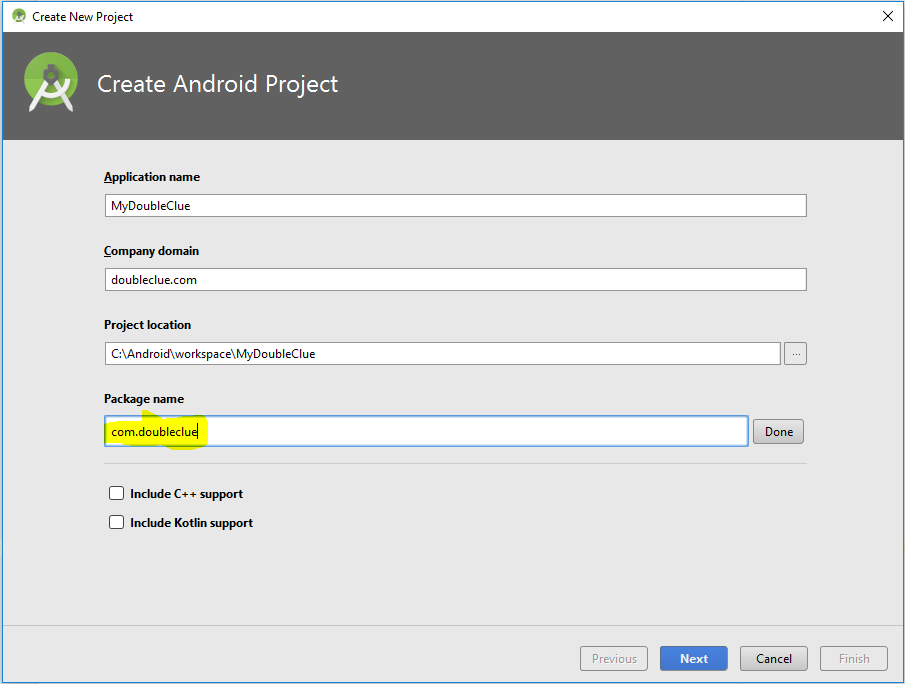 Create New Project
Create Android Project
Application name
MyDoubleClue
Company domain
doubleclue.com
Project location
C:\Android\workspace\MyDoubleClue
...
Package name
com.doubleclue
Done
Include C++ support
Include Kotlin support
Previous Next Cancel Finish